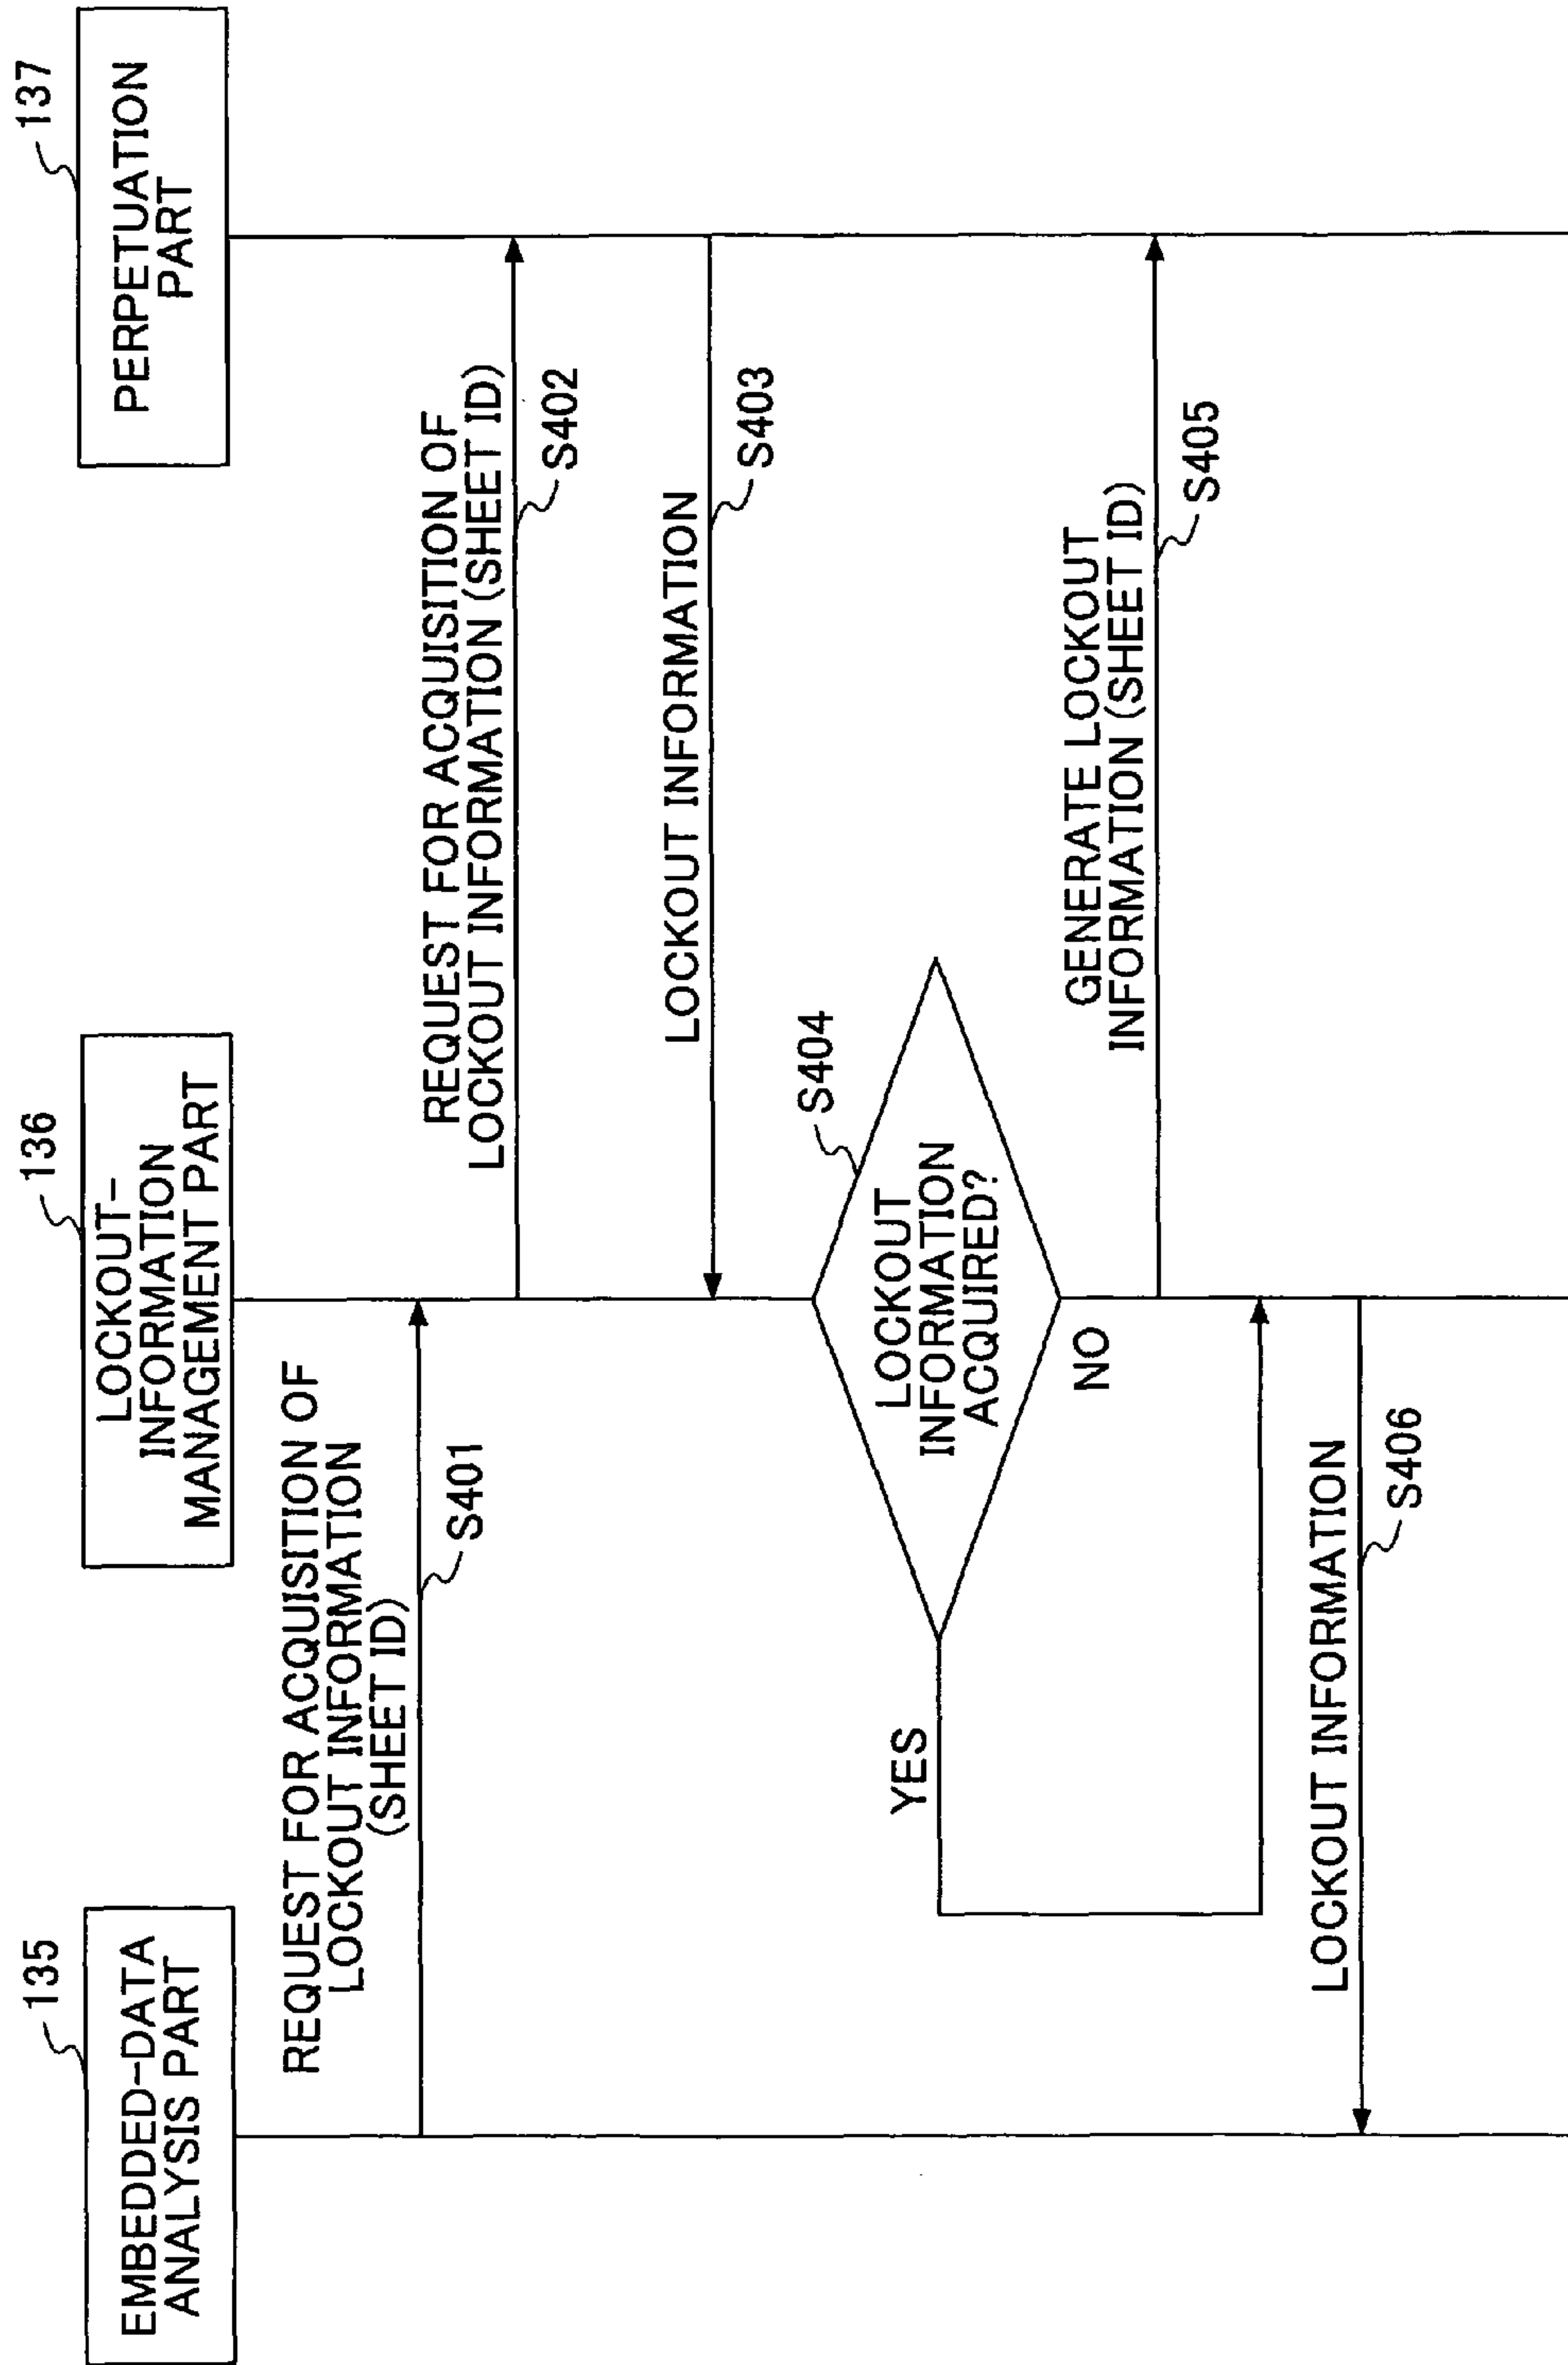 135
EMBEDDED-DATA
ANALYSIS PART
136
LOCKOUT-
INFORMATION
MANAGEMENT PART
137
PERPETUATION
PART
REQUEST FOR ACQUISITION OF
LOCKOUT INFORMATION
(SHEET ID)
S401
REQUEST FOR ACQUISITION OF
LOCKOUT INFORMATION (SHEET ID)
S402
LOCKOUT INFORMATION
S403
S404
LOCKOUT
INFORMATION
ACQUIRED?
YES
NO
GENERATE LOCKOUT
INFORMATION (SHEET ID)
S405
LOCKOUT INFORMATION
S406